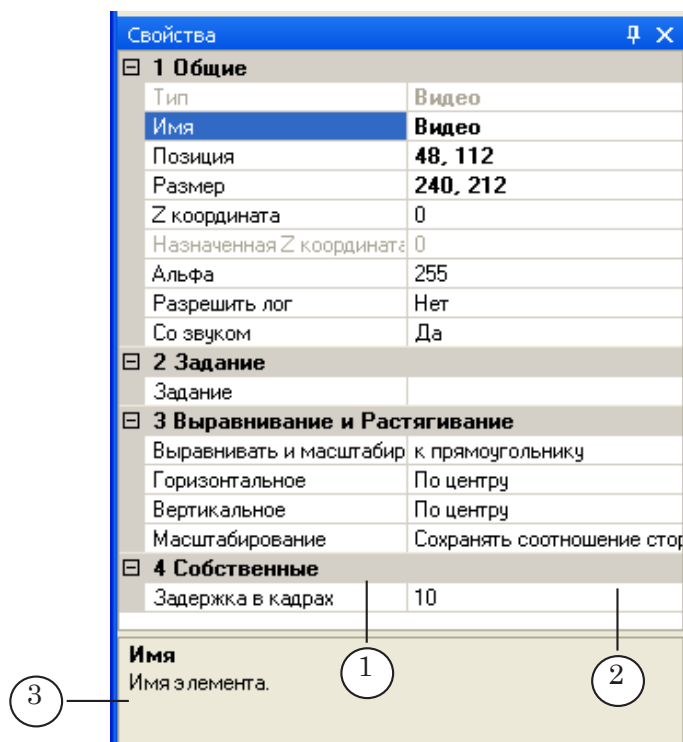 Свойства
1 Общие
Тип Видео
Имя Видео
Позиция 48, 112
Размер 240, 212
Z координата 0
Назначенная Z координата 0
Альфа 255
Разрешить лог Нет
Со звуком Да
2 Задание
Задание
3 Выравнивание и Растягивание
Выравнивать и масштабир к прямоугольнику
Горизонтальное По центру
Вертикальное По центру
Масштабирование Сохранять соотношение стор
4 Собственные
Задержка в кадрах 10
Имя
Имя элемента.
1
2
3